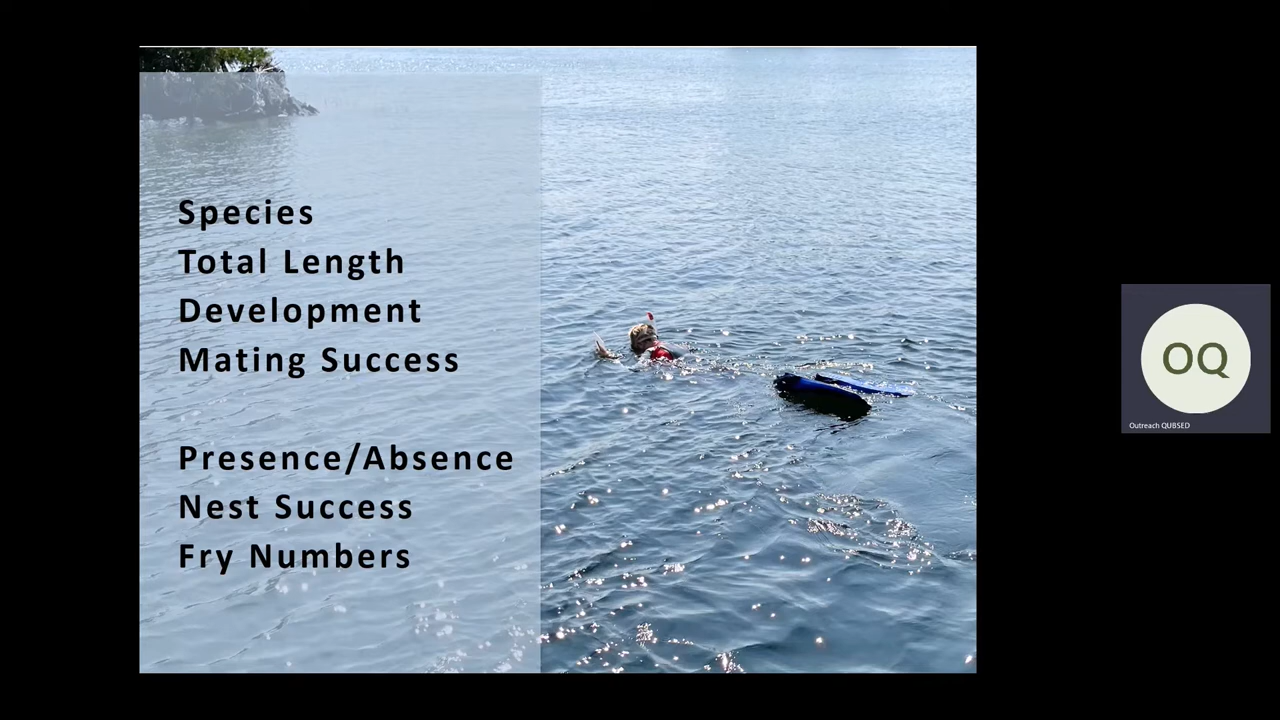 Species
Total Length
Development
Mating Success
Presence/Absence
Nest Success
Fry Numbers
OQ
Outreach QUBSED